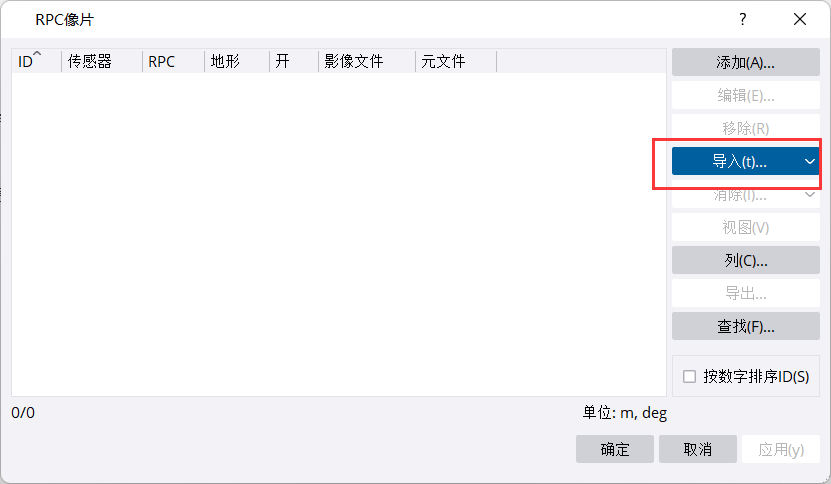 RPC像片
?
ID 传感器 RPC 地形 开 影像文件 元文件
添加(A)...
编辑(E)...
移除(R)
导入(t)...
消除(I)...
视图(V)
列(C)...
导出...
查找(F)...
按数字排序ID(S)
0/0 单位: m, deg
确定 取消 应用(y)